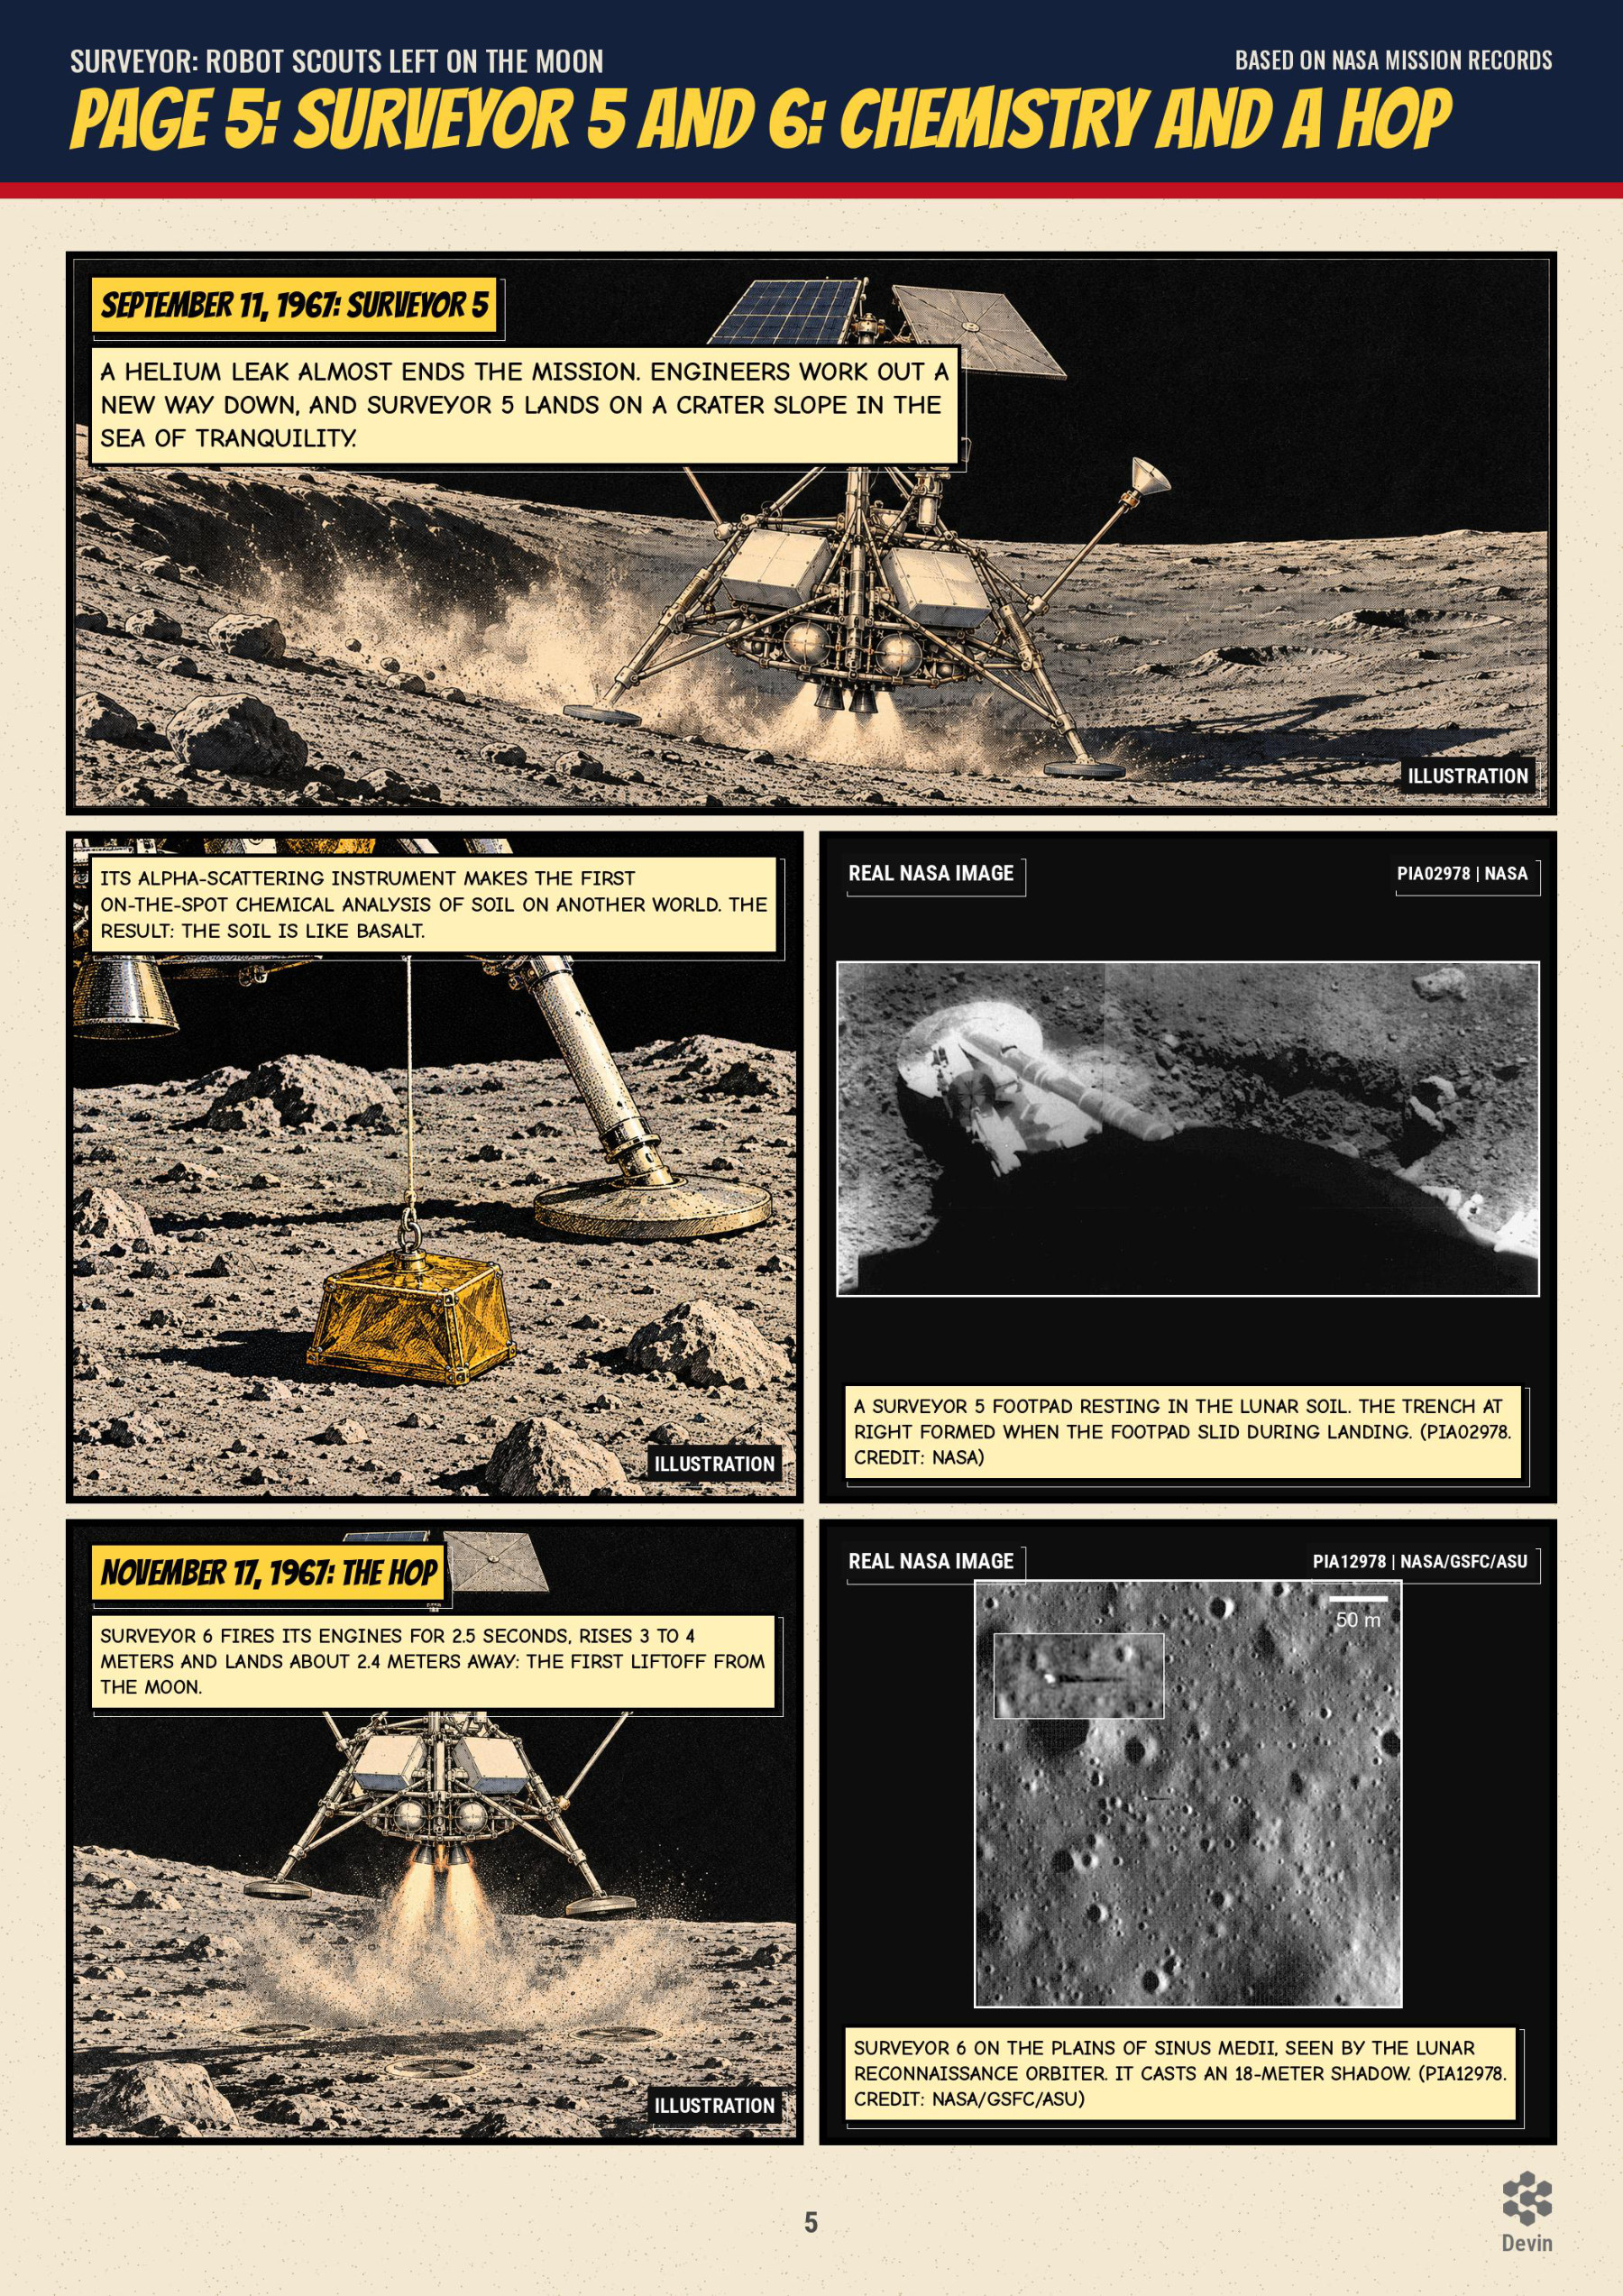 SURVEYOR: ROBOT SCOUTS LEFT ON THE MOON
BASED ON NASA MISSION RECORDS
PAGE 5: SURVEYOR 5 AND 6: CHEMISTRY AND A HOP
SEPTEMBER 11, 1967: SURVEYOR 5
A HELIUM LEAK ALMOST ENDS THE MISSION. ENGINEERS WORK OUT A
NEW WAY DOWN, AND SURVEYOR 5 LANDS ON A CRATER SLOPE IN THE
SEA OF TRANQUILITY.
ILLUSTRATION
ITS ALPHA-SCATTERING INSTRUMENT MAKES THE FIRST
ON-THE-SPOT CHEMICAL ANALYSIS OF SOIL ON ANOTHER WORLD. THE
RESULT: THE SOIL IS LIKE BASALT.
ILLUSTRATION
REAL NASA IMAGE
PIA02978 | NASA
A SURVEYOR 5 FOOTPAD RESTING IN THE LUNAR SOIL. THE TRENCH AT
RIGHT FORMED WHEN THE FOOTPAD SLID DURING LANDING. (PIA02978.
CREDIT: NASA)
NOVEMBER 17, 1967: THE HOP
SURVEYOR 6 FIRES ITS ENGINES FOR 2.5 SECONDS, RISES 3 TO 4
METERS AND LANDS ABOUT 2.4 METERS AWAY: THE FIRST LIFTOFF FROM
THE MOON.
ILLUSTRATION
REAL NASA IMAGE
PIA12978 | NASA/GSFC/ASU
50 m
SURVEYOR 6 ON THE PLAINS OF SINUS MEDII, SEEN BY THE LUNAR
RECONNAISSANCE ORBITER. IT CASTS AN 18-METER SHADOW. (PIA12978.
CREDIT: NASA/GSFC/ASU)
5
Devin